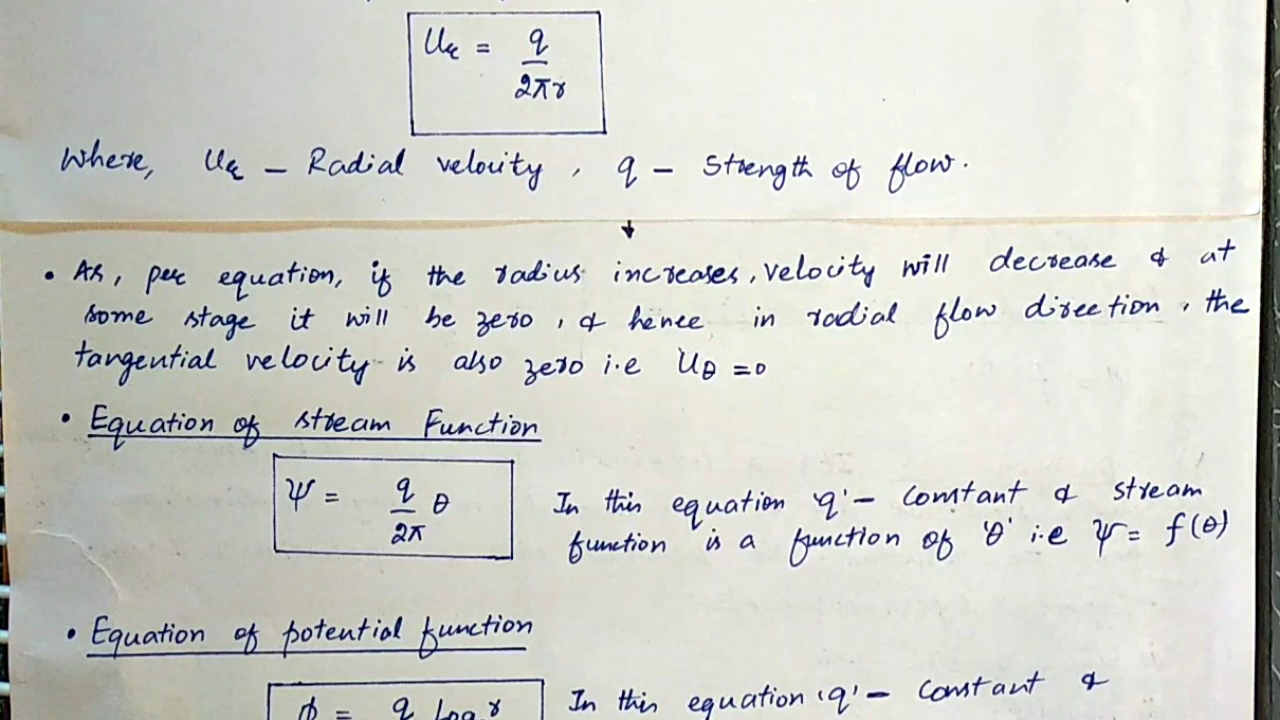 Ur = q
2πr
Where, Ur – Radial velocity, q – Strength of flow.
• As, per equation, if the radius increases, velocity will decrease & at
some stage it will be zero, & hence in radial flow direction, the
tangential velocity is also zero i.e Uθ = 0
• Equation of stream Function
ψ = q θ
2π
In this equation 'q' – constant & stream
function is a function of 'θ' i.e ψ = f(θ)
• Equation of potential function
ϕ = q loge r
In this equation 'q' – constant &